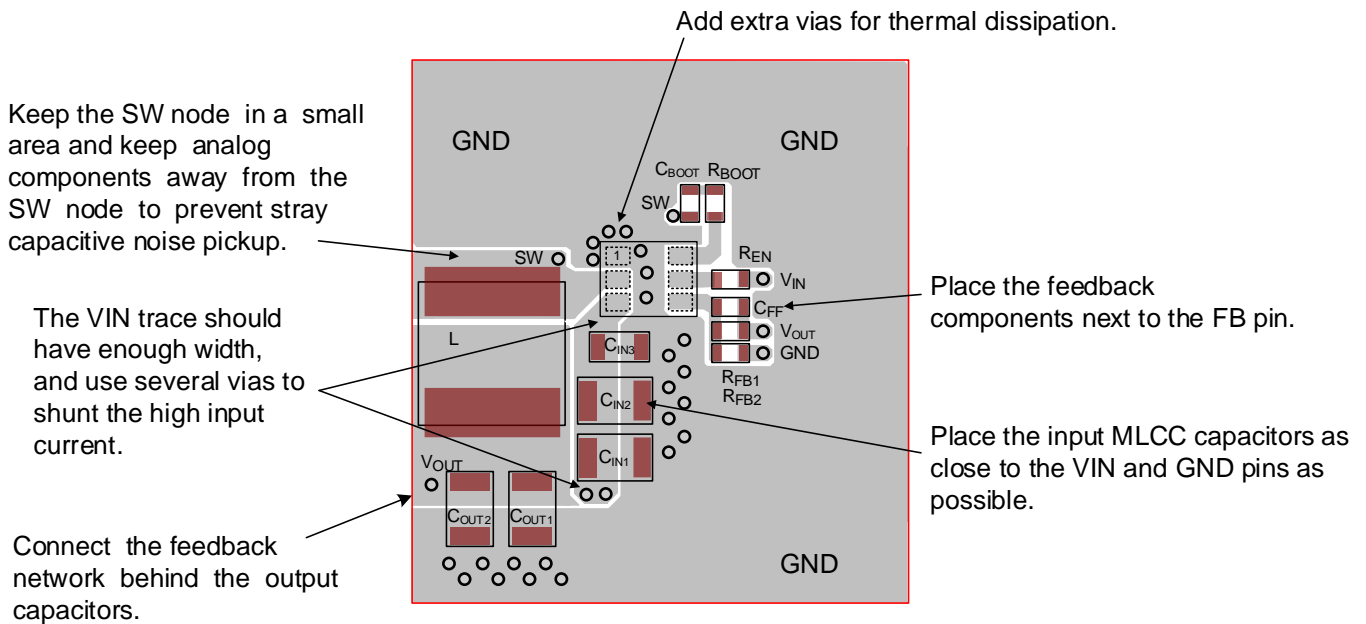 Add extra vias for thermal dissipation.
Keep the SW node in a small
area and keep analog
components away from the
SW node to prevent stray
capacitive noise pickup.
The VIN trace should
have enough width,
and use several vias to
shunt the high input
current.
Connect the feedback
network behind the output
capacitors.
GND
GND
CBOOT RBOOT
SW
SW
1
REN
VIN
CFF
VOUT
GND
L
CIN3
RFB1
RFB2
CIN2
CIN1
VOUT
COUT2
COUT1
GND
Place the feedback
components next to the FB pin.
Place the input MLCC capacitors as
close to the VIN and GND pins as
possible.